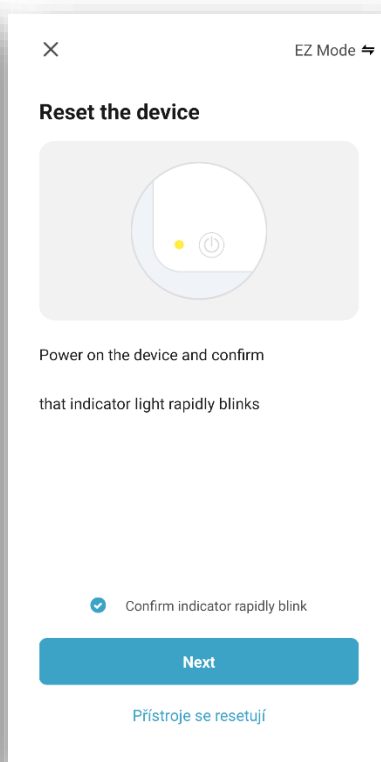 EZ Mode
Reset the device
Power on the device and confirm
that indicator light rapidly blinks
Confirm indicator rapidly blink
Next
Přístroje se resetují